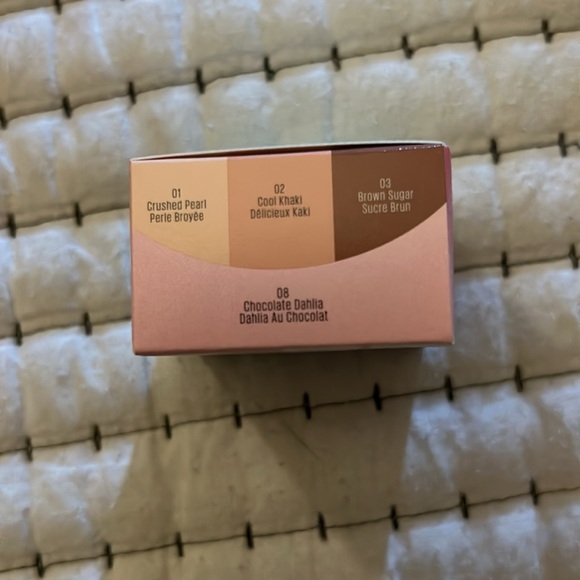 01
Crushed Pearl
Perle Broyée
02
Cool Khaki
Délicieux Kaki
03
Brown Sugar
Sucre Brun
08
Chocolate Dahlia
Dahlia Au Chocolat